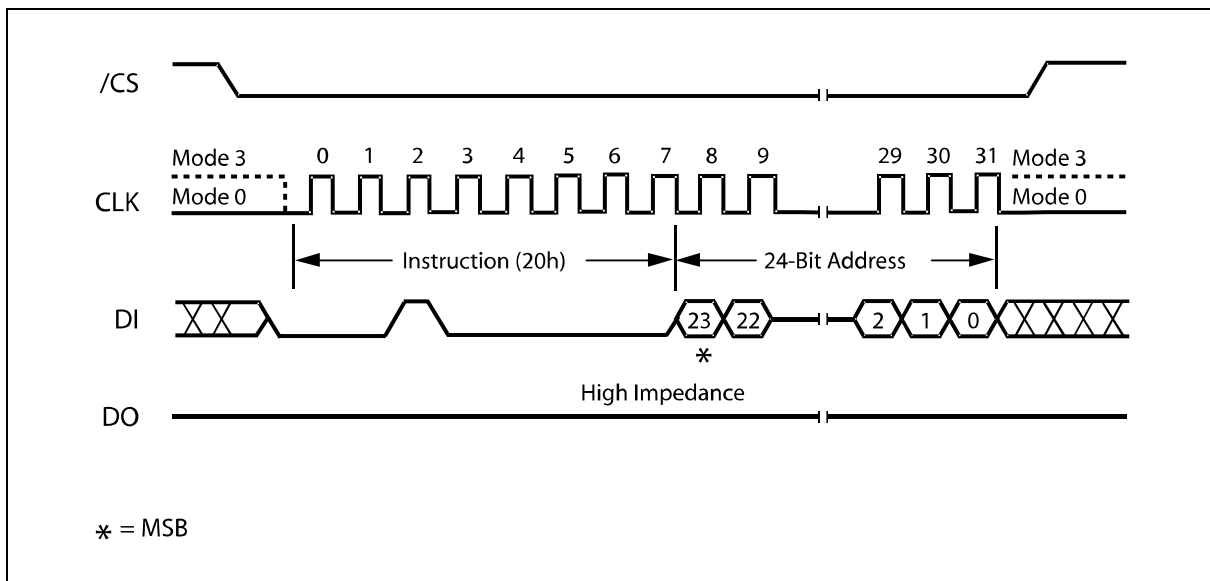 /CS
Mode 3 0 1 2 3 4 5 6 7 8 9 29 30 31 Mode 3
CLK Mode 0 Mode 0
Instruction (20h) 24-Bit Address
DI 23 22 2 1 0
*
High Impedance
DO
* = MSB